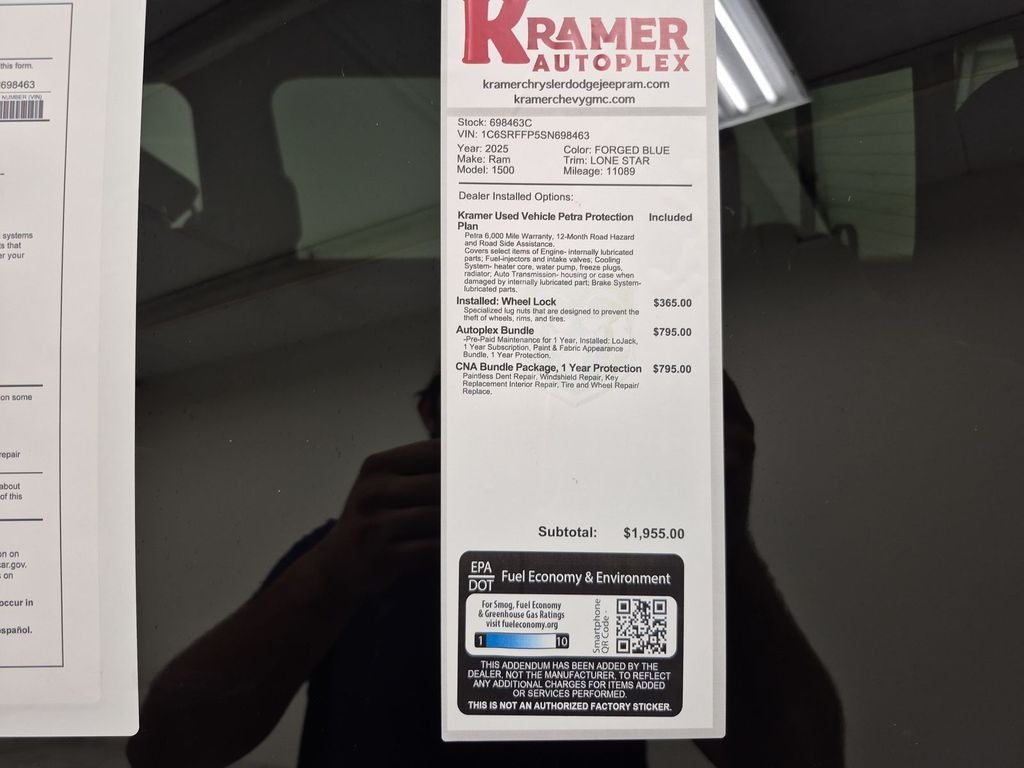 this form.
698463
NUMBER (VIN)
systems
s that
er your
on some
repair
about
of this
on on
car.gov.
s on
occur in
español.
KRAMER
AUTOPLEX
kramerchryslerdodgejeepram.com
kramerchevygmc.com
Stock: 698463C
VIN: 1C6SRFFP5SN698463
Year: 2025 Color: FORGED BLUE
Make: Ram Trim: LONE STAR
Model: 1500 Mileage: 11089
Dealer Installed Options:
Kramer Used Vehicle Petra Protection Included
Plan
Petra 6,000 Mile Warranty, 12-Month Road Hazard
and Road Side Assistance.
Covers select items of Engine- internally lubricated
parts; Fuel-injectors and intake valves; Cooling
System- heater core, water pump, freeze plugs,
radiator; Auto Transmission- housing or case when
damaged by internally lubricated part; Brake System-
lubricated parts.
Installed: Wheel Lock $365.00
Specialized lug nuts that are designed to prevent the
theft of wheels, rims, and tires.
Autoplex Bundle $795.00
-Pre-Paid Maintenance for 1 Year, Installed: LoJack,
1 Year Subscription, Paint & Fabric Appearance
Bundle, 1 Year Protection.
CNA Bundle Package, 1 Year Protection $795.00
Paintless Dent Repair, Windshield Repair, Key
Replacement Interior Repair, Tire and Wheel Repair/
Replace.
Subtotal: $1,955.00
EPA
DOT Fuel Economy & Environment
For Smog, Fuel Economy
& Greenhouse Gas Ratings
visit fueleconomy.org
1 10
Smartphone
QR Code -
THIS ADDENDUM HAS BEEN ADDED BY THE
DEALER, NOT THE MANUFACTURER, TO REFLECT
ANY ADDITIONAL CHARGES FOR ITEMS ADDED
OR SERVICES PERFORMED.
THIS IS NOT AN AUTHORIZED FACTORY STICKER.